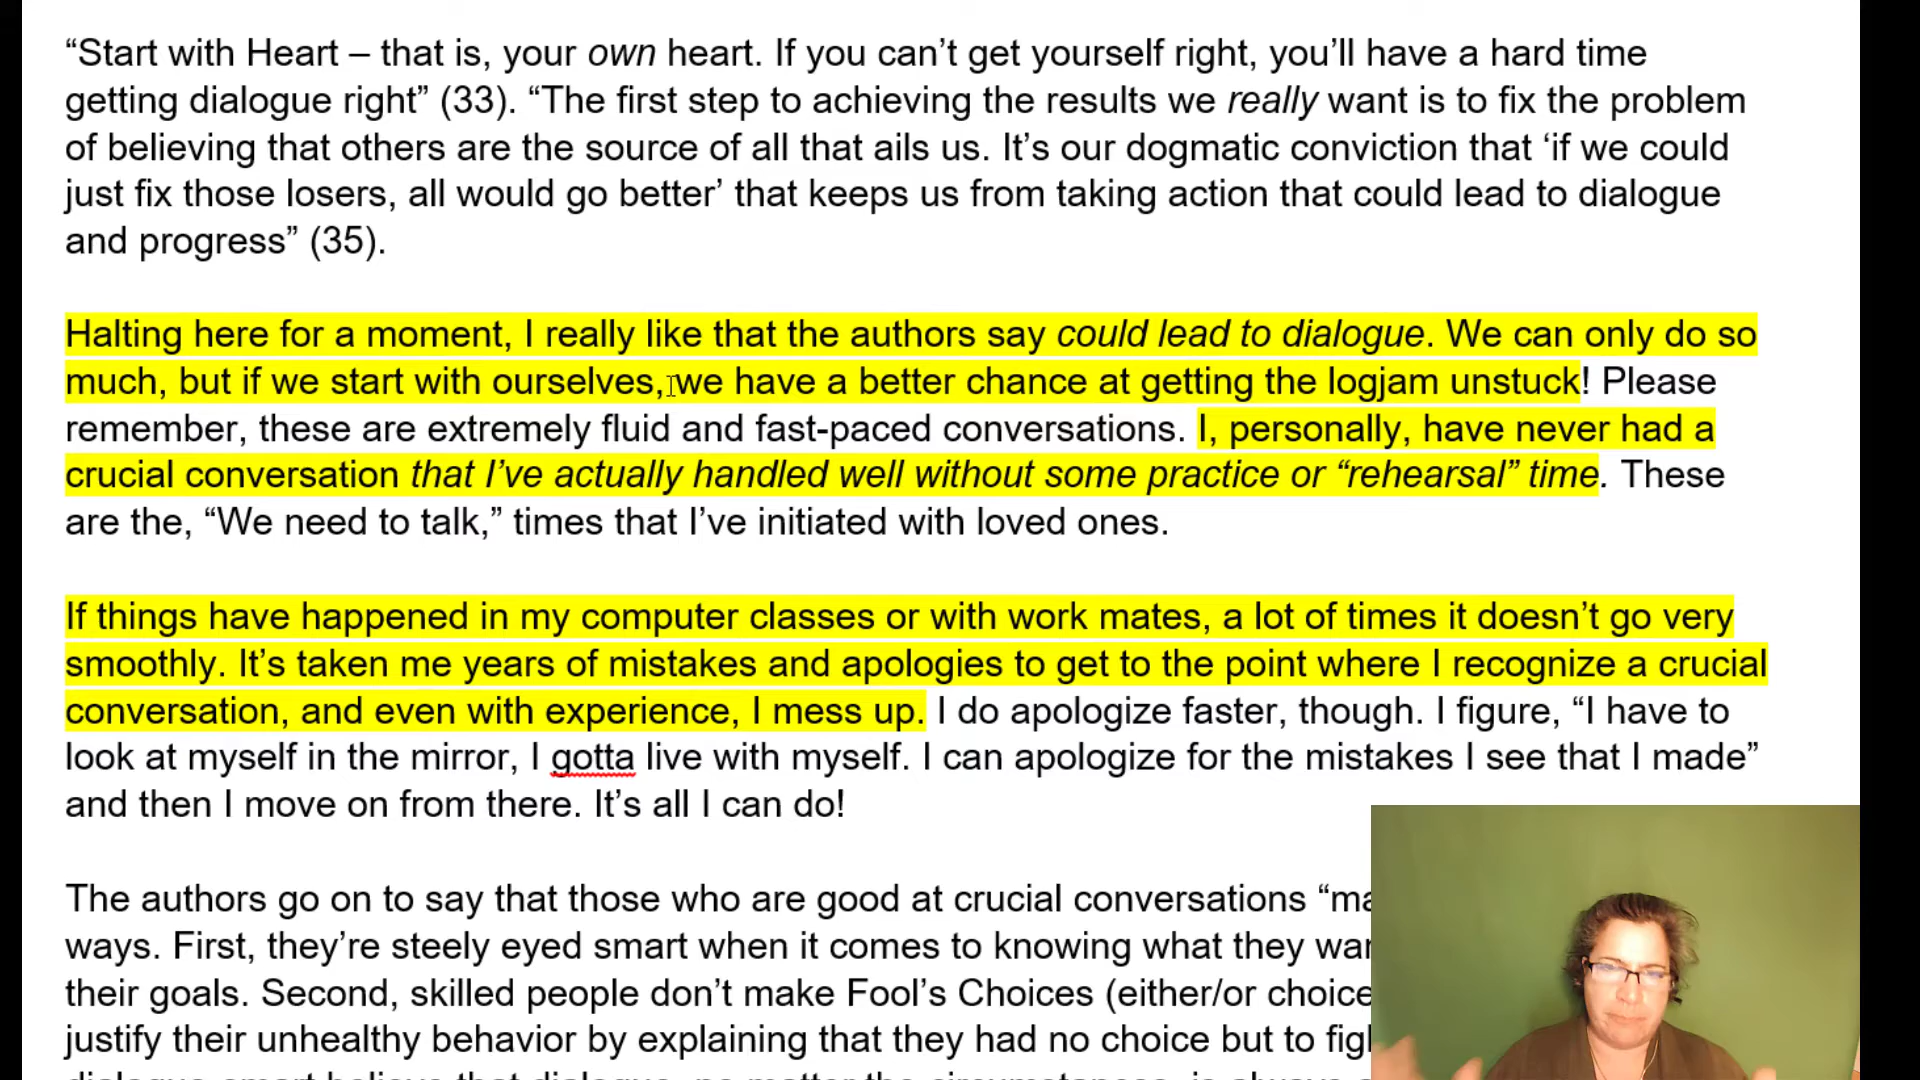 “Start with Heart – that is, your own heart. If you can’t get yourself right, you’ll have a hard time
getting dialogue right” (33). “The first step to achieving the results we really want is to fix the problem
of believing that others are the source of all that ails us. It’s our dogmatic conviction that ‘if we could
just fix those losers, all would go better’ that keeps us from taking action that could lead to dialogue
and progress” (35).
Halting here for a moment, I really like that the authors say could lead to dialogue. We can only do so
much, but if we start with ourselves, we have a better chance at getting the logjam unstuck! Please
remember, these are extremely fluid and fast-paced conversations. I, personally, have never had a
crucial conversation that I’ve actually handled well without some practice or “rehearsal” time. These
are the, “We need to talk,” times that I’ve initiated with loved ones.
If things have happened in my computer classes or with work mates, a lot of times it doesn’t go very
smoothly. It’s taken me years of mistakes and apologies to get to the point where I recognize a crucial
conversation, and even with experience, I mess up. I do apologize faster, though. I figure, “I have to
look at myself in the mirror, I gotta live with myself. I can apologize for the mistakes I see that I made”
and then I move on from there. It’s all I can do!
The authors go on to say that those who are good at crucial conversations
ways. First, they’re steely eyed smart when it comes to knowing what they
their goals. Second, skilled people don’t make Fool’s Choices (either/or
justify their unhealthy behavior by explaining that they had no choice but to